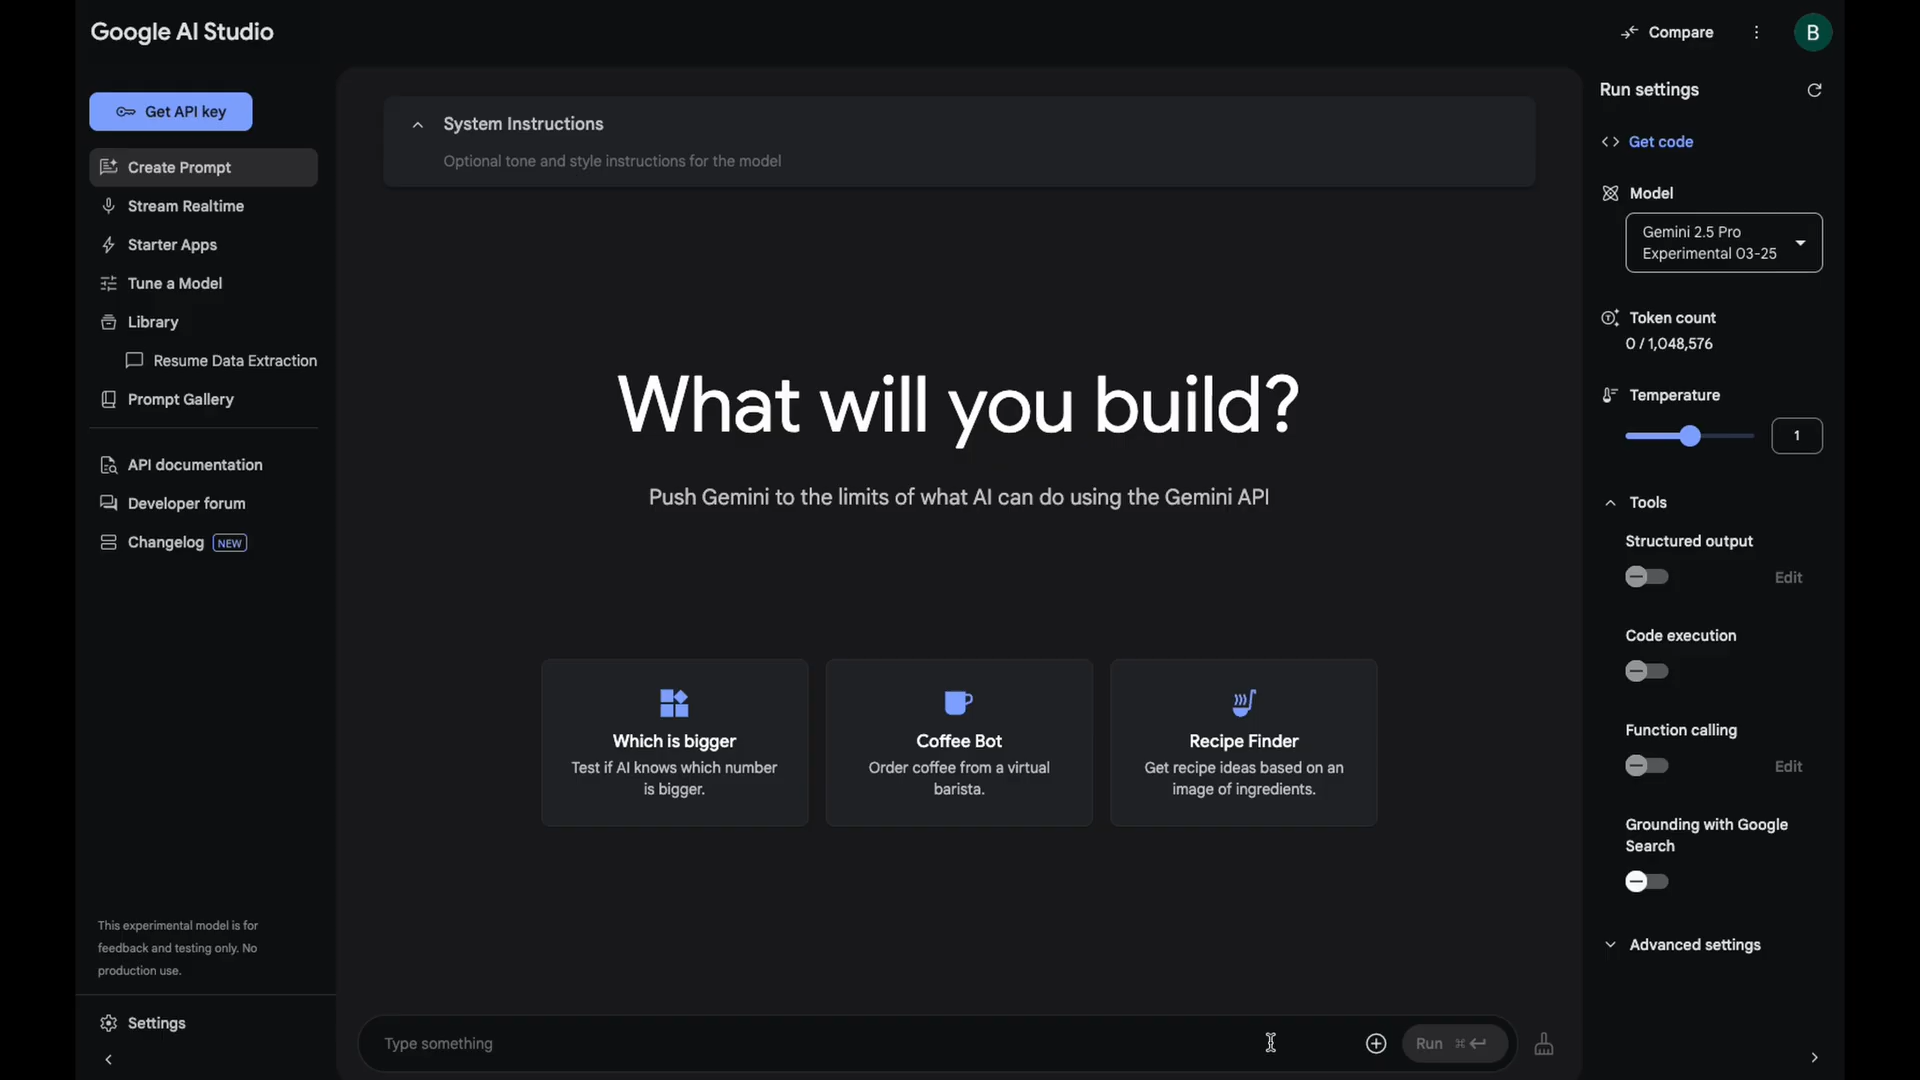 Google AI Studio
Compare
B
Get API key
Create Prompt
Stream Realtime
Starter Apps
Tune a Model
Library
Resume Data Extraction
Prompt Gallery
API documentation
Developer forum
Changelog NEW
This experimental model is for
feedback and testing only. No
production use.
Settings
System Instructions
Optional tone and style instructions for the model
What will you build?
Push Gemini to the limits of what AI can do using the Gemini API
Which is bigger
Test if AI knows which number
is bigger.
Coffee Bot
Order coffee from a virtual
barista.
Recipe Finder
Get recipe ideas based on an
image of ingredients.
Type something
Run ⌘ ↵
Run settings
Get code
Model
Gemini 2.5 Pro
Experimental 03-25
Token count
0 / 1,048,576
Temperature
1
Tools
Structured output
Edit
Code execution
Function calling
Edit
Grounding with Google
Search
Advanced settings